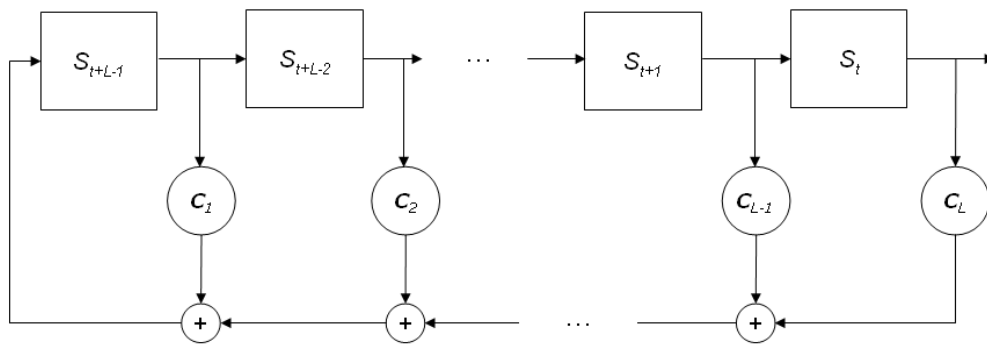 S_{t+L-1} S_{t+L-2} ... S_{t+1} S_t
C_1 C_2 C_{L-1} C_L
+ + ... +